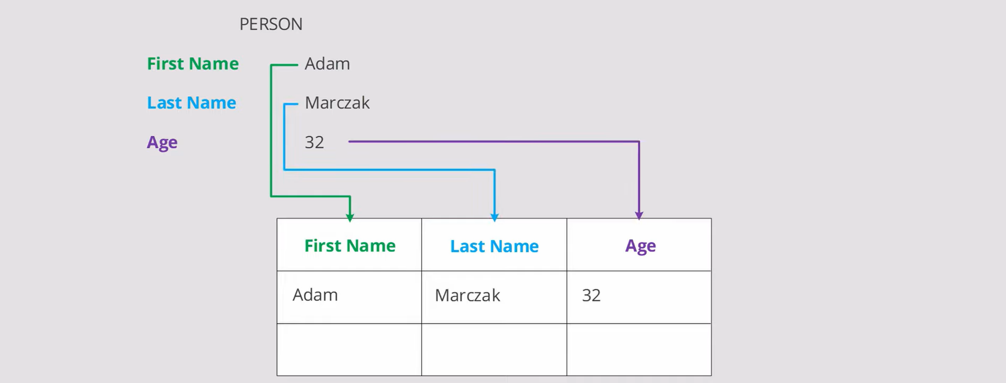 PERSON
First Name Adam
Last Name Marczak
Age 32
First Name Last Name Age
Adam Marczak 32